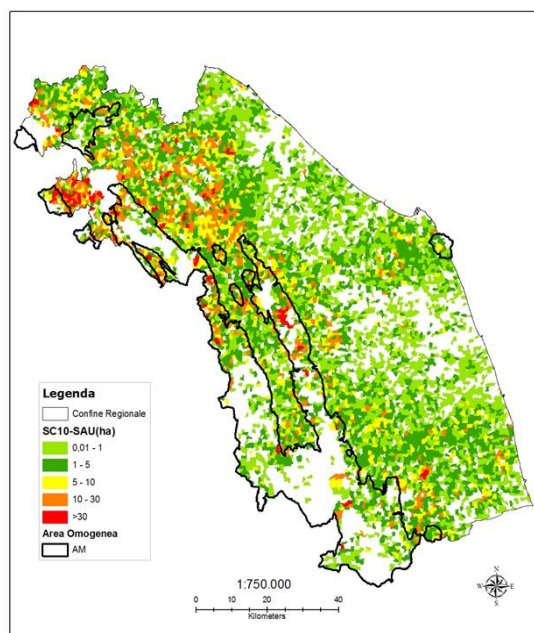 Legenda
Confine Regionale
SC10-SAU(ha)
0,01 - 1
1 - 5
5 - 10
10 - 30
>30
Area Omogenea
AM
1:750.000
0 10 20 40
Kilometers
N
W E
S